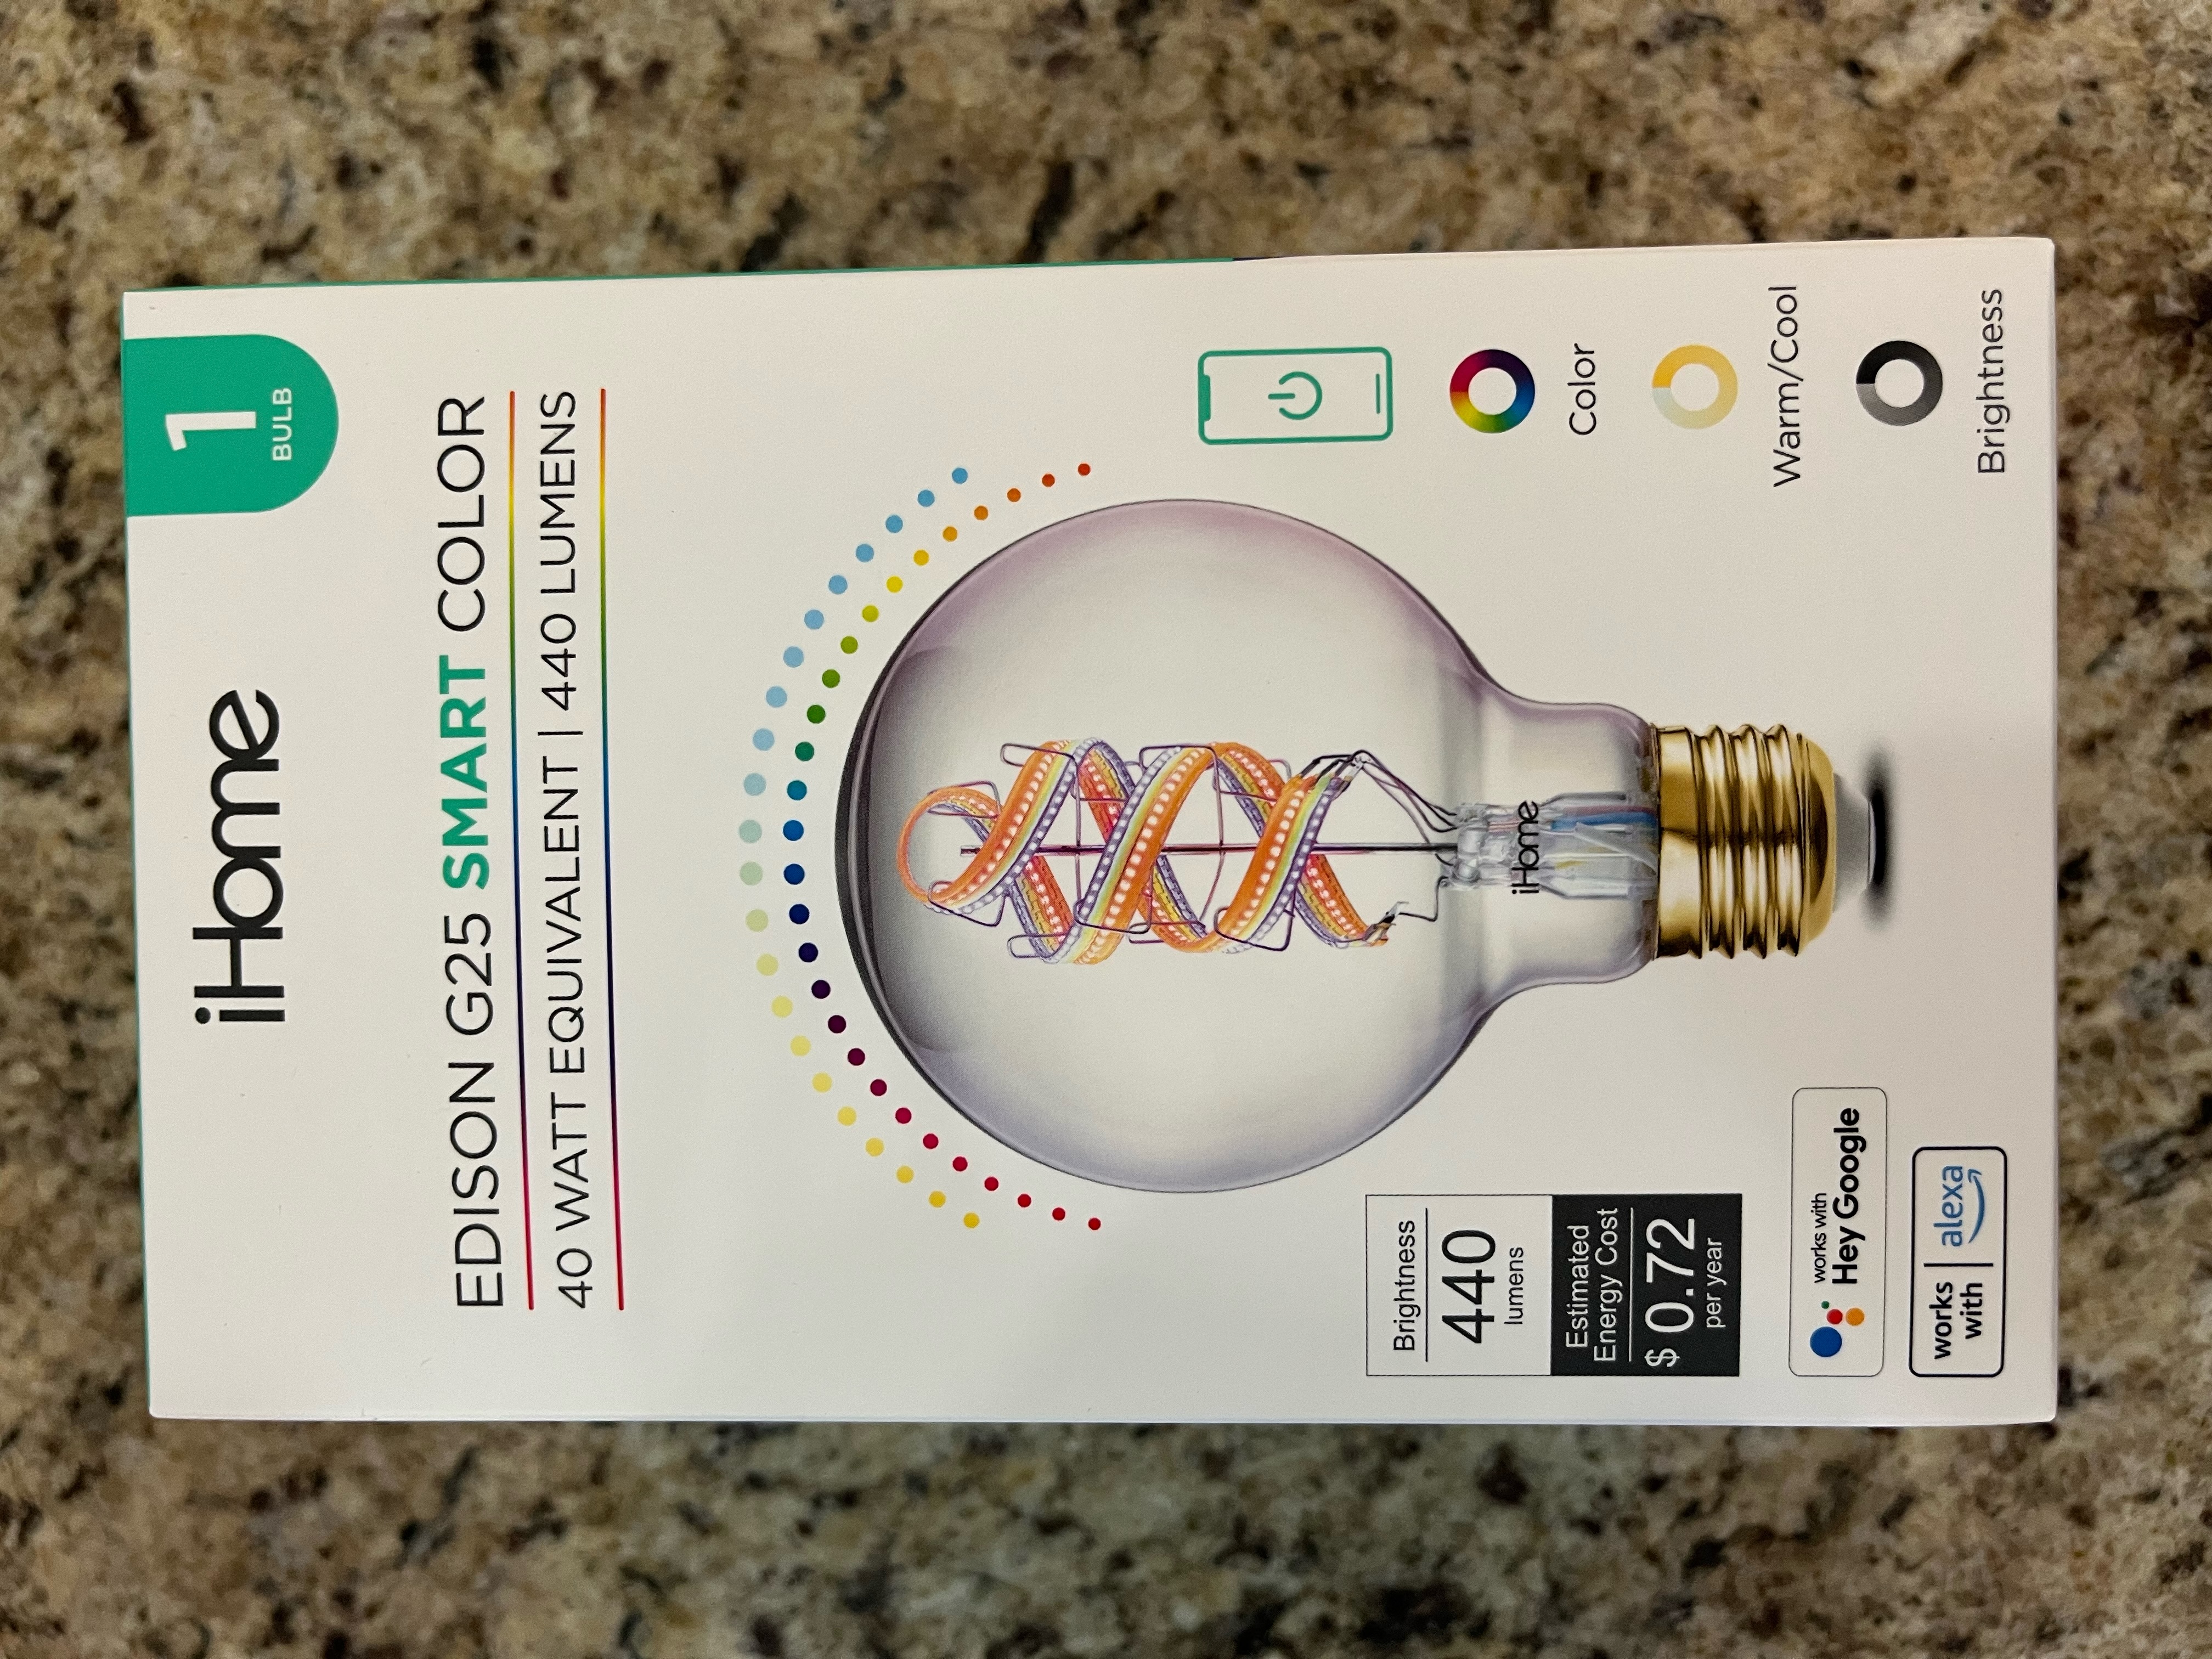 iHome
1
BULB
EDISON G25 SMART COLOR
40 WATT EQUIVALENT | 440 LUMENS
iHome
Brightness
440
lumens
Estimated
Energy Cost
$ 0.72
per year
works with
Hey Google
works
with
alexa
Color
Warm/Cool
Brightness